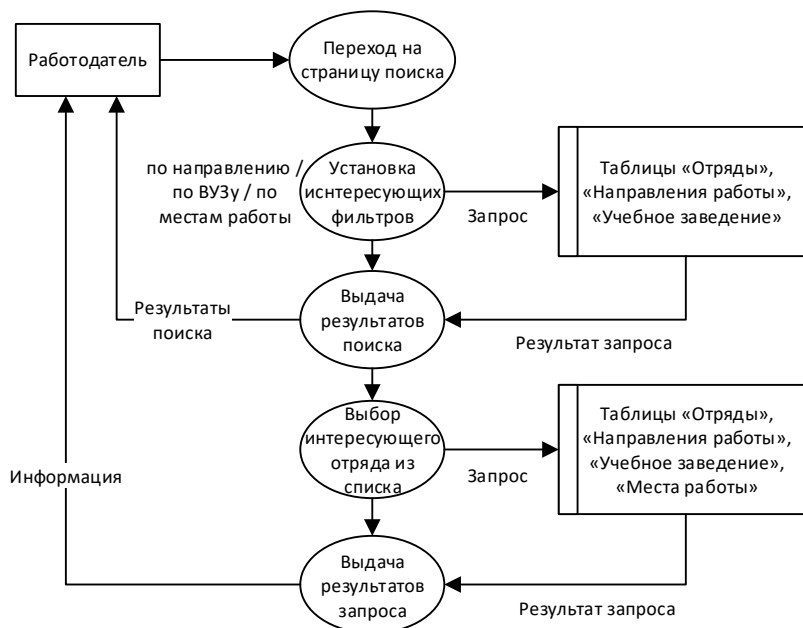 Работодатель
Переход на
страницу поиска
по направлению /
по ВУЗу / по
местам работы
Установка
иснтересующих
фильтров
Запрос
Таблицы «Отряды»,
«Направления работы»,
«Учебное заведение»
Результаты
поиска
Выдача
результатов
поиска
Результат запроса
Выбор
интересующего
отряда из
списка
Запрос
Таблицы «Отряды»,
«Направления работы»,
«Учебное заведение»,
«Места работы»
Информация
Выдача
результатов
запроса
Результат запроса